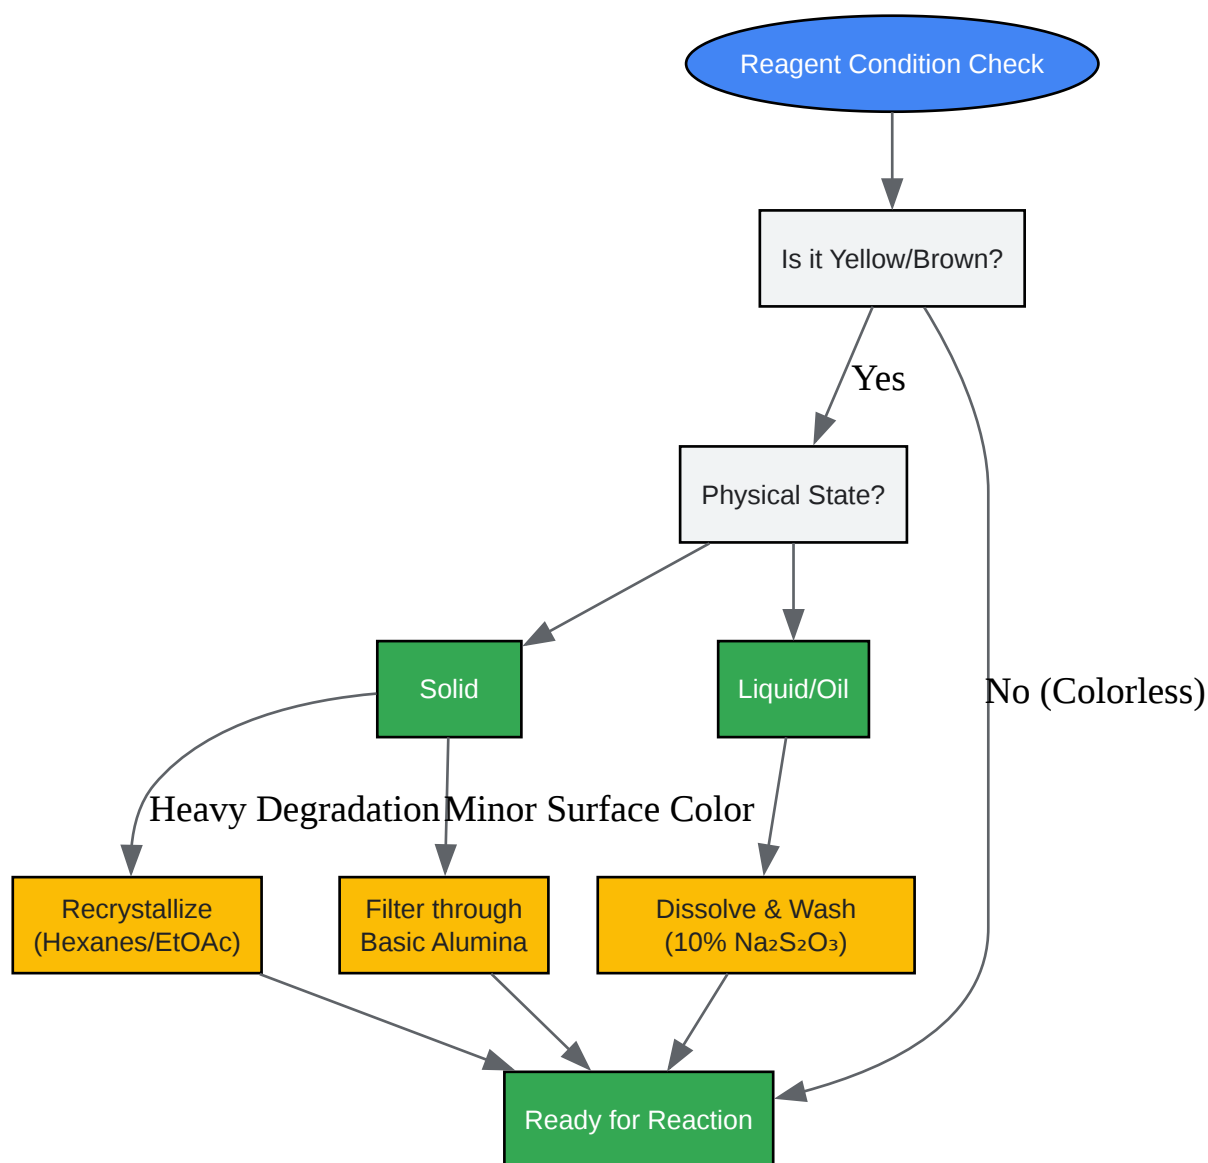 Reagent Condition Check
Is it Yellow/Brown?
Yes
Physical State?
Solid
Liquid/Oil
No (Colorless)
Heavy Degradation
Minor Surface Color
Recrystallize
(Hexanes/EtOAc)
Filter through
Basic Alumina
Dissolve & Wash
(10% Na₂S₂O₃)
Ready for Reaction